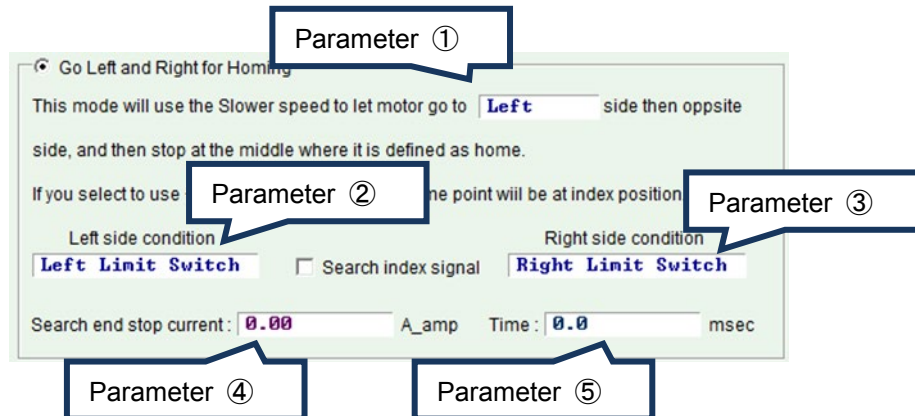 Parameter ①
Go Left and Right for Homing
This mode will use the Slower speed to let motor go to Left side then oppsite
side, and then stop at the middle where it is defined as home.
If you select to use Parameter ② ne point wiil be at index position Parameter ③
Left side condition Right side condition
Left Limit Switch Search index signal Right Limit Switch
Search end stop current : 0.00 A_amp Time : 0.0 msec
Parameter ④ Parameter ⑤